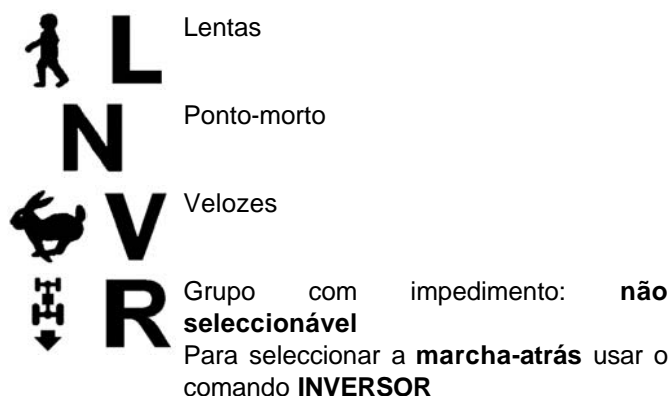 L Lentas
N Ponto-morto
V Velozes
R Grupo com impedimento: não
seleccionável
Para seleccionar a marcha-atrás usar o
comando INVERSOR